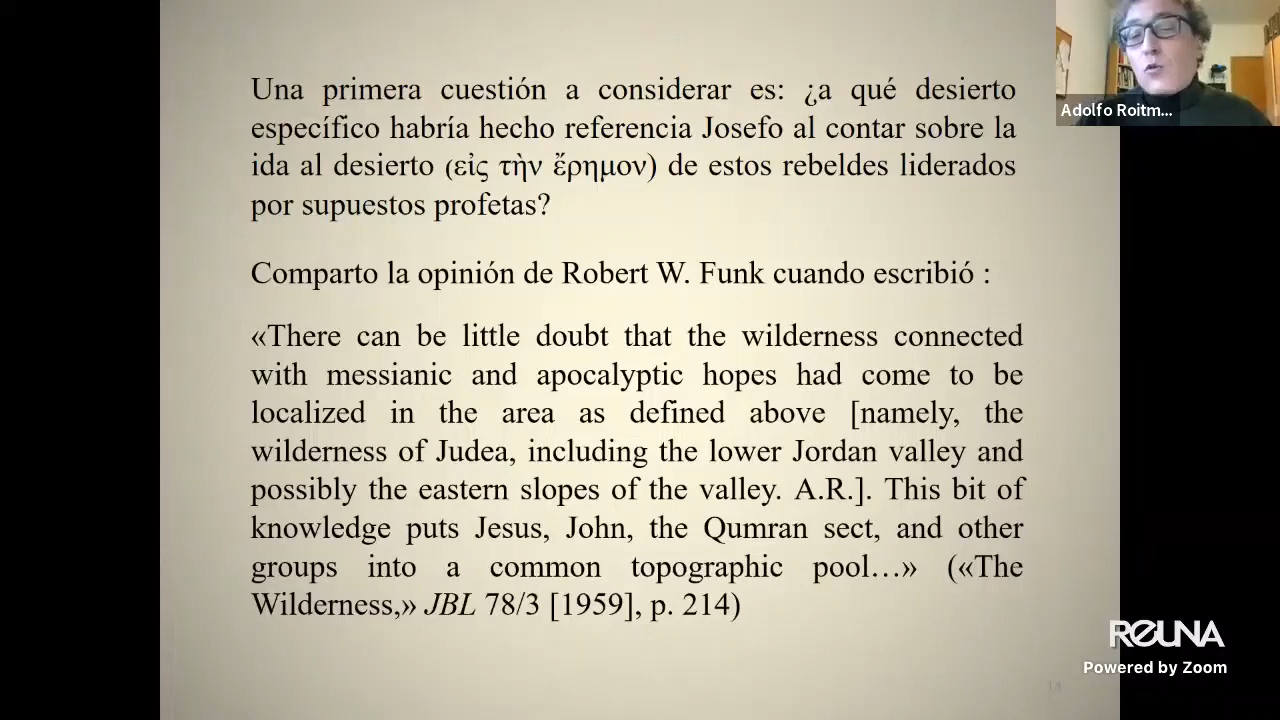 Una primera cuestión a considerar es: ¿a qué desierto
específico habría hecho referencia Josefo al contar sobre la
ida al desierto (εἰς τὴν ἔρημον) de estos rebeldes liderados
por supuestos profetas?
Comparto la opinión de Robert W. Funk cuando escribió :
«There can be little doubt that the wilderness connected
with messianic and apocalyptic hopes had come to be
localized in the area as defined above [namely, the
wilderness of Judea, including the lower Jordan valley and
possibly the eastern slopes of the valley. A.R.]. This bit of
knowledge puts Jesus, John, the Qumran sect, and other
groups into a common topographic pool…» («The
Wilderness,» JBL 78/3 [1959], p. 214)
Adolfo Roitm...
REUNA
Powered by Zoom
14